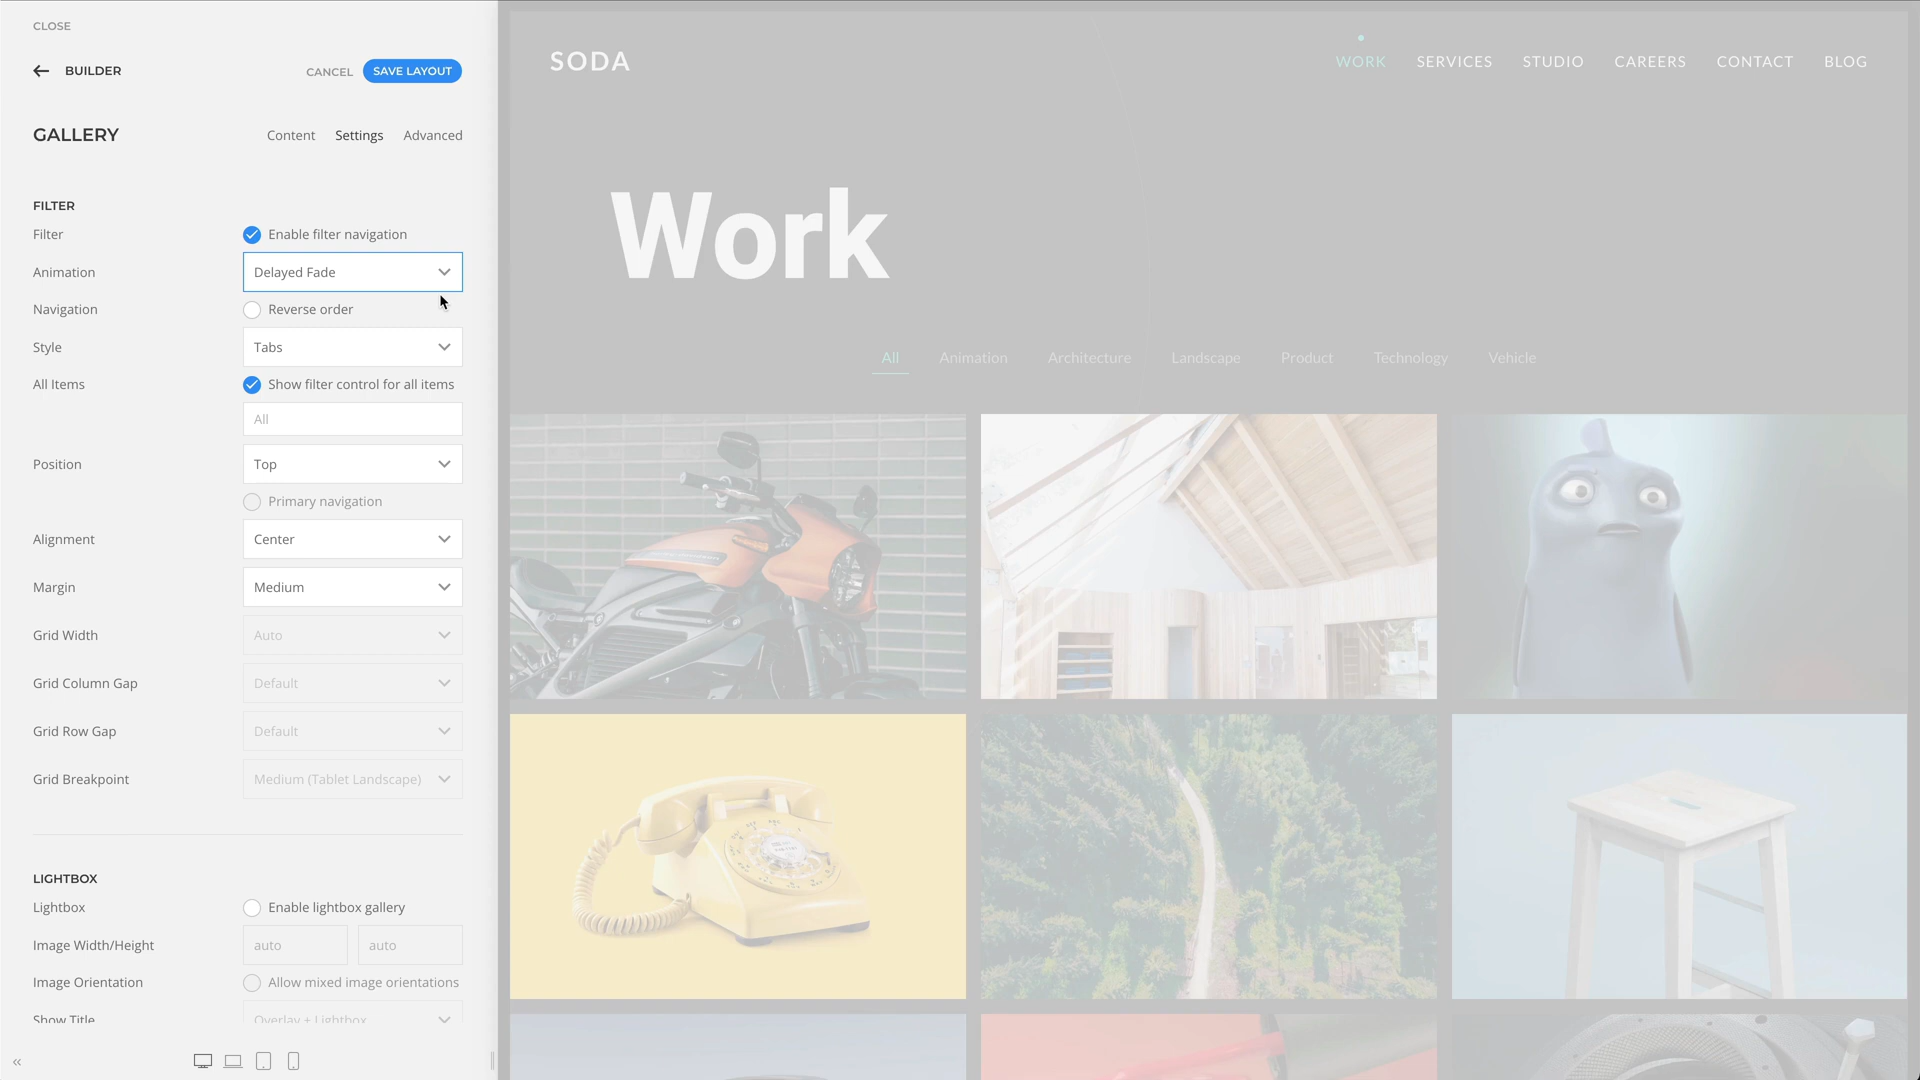 CLOSE
BUILDER
CANCEL
SAVE LAYOUT
GALLERY
Content
Settings
Advanced
FILTER
Filter
Enable filter navigation
Animation
Delayed Fade
Navigation
Reverse order
Style
Tabs
All Items
Show filter control for all items
All
Position
Top
Primary navigation
Alignment
Center
Margin
Medium
Grid Width
Auto
Grid Column Gap
Default
Grid Row Gap
Default
Grid Breakpoint
Medium (Tablet Landscape)
LIGHTBOX
Lightbox
Enable lightbox gallery
Image Width/Height
auto
auto
Image Orientation
Allow mixed image orientations
Show Title
Overlay + Lightbox
SODA
WORK
SERVICES
STUDIO
CAREERS
CONTACT
BLOG
Work
All
Animation
Architecture
Landscape
Product
Technology
Vehicle